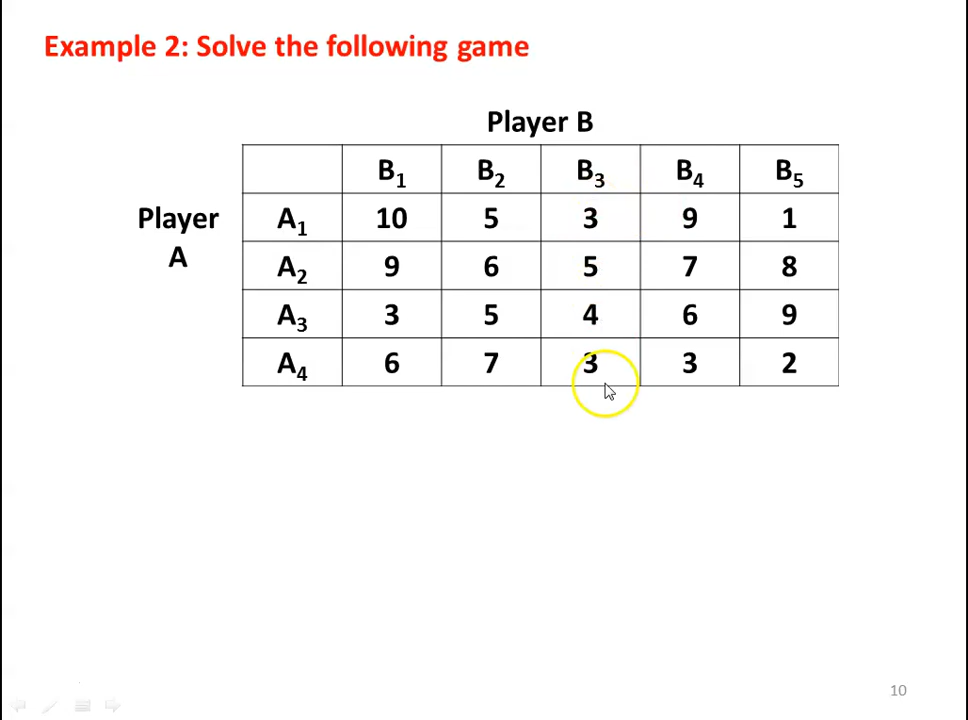 Example 2: Solve the following game
Player B
B1 B2 B3 B4 B5
Player A
A1 10 5 3 9 1
A2 9 6 5 7 8
A3 3 5 4 6 9
A4 6 7 3 3 2
10